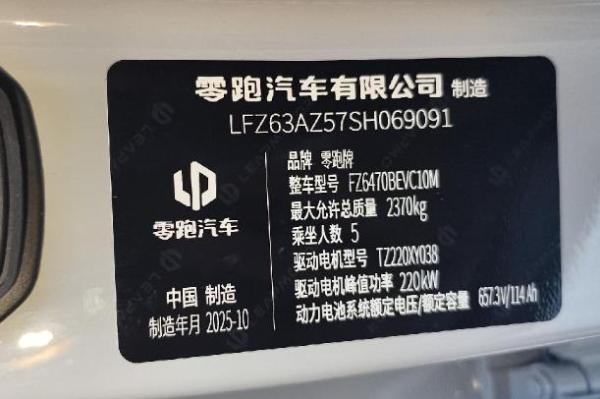 零跑汽车有限公司 制造
LFZ63AZ57SH069091
品牌 零跑牌
整车型号 FZ6470BEVC10M
最大允许总质量 2370kg
乘坐人数 5
驱动电机型号 TZ220XY038
驱动电机峰值功率 220kW
动力电池系统额定电压/额定容量 657.3V/114Ah
零跑汽车
中国 制造
制造年月 2025-10